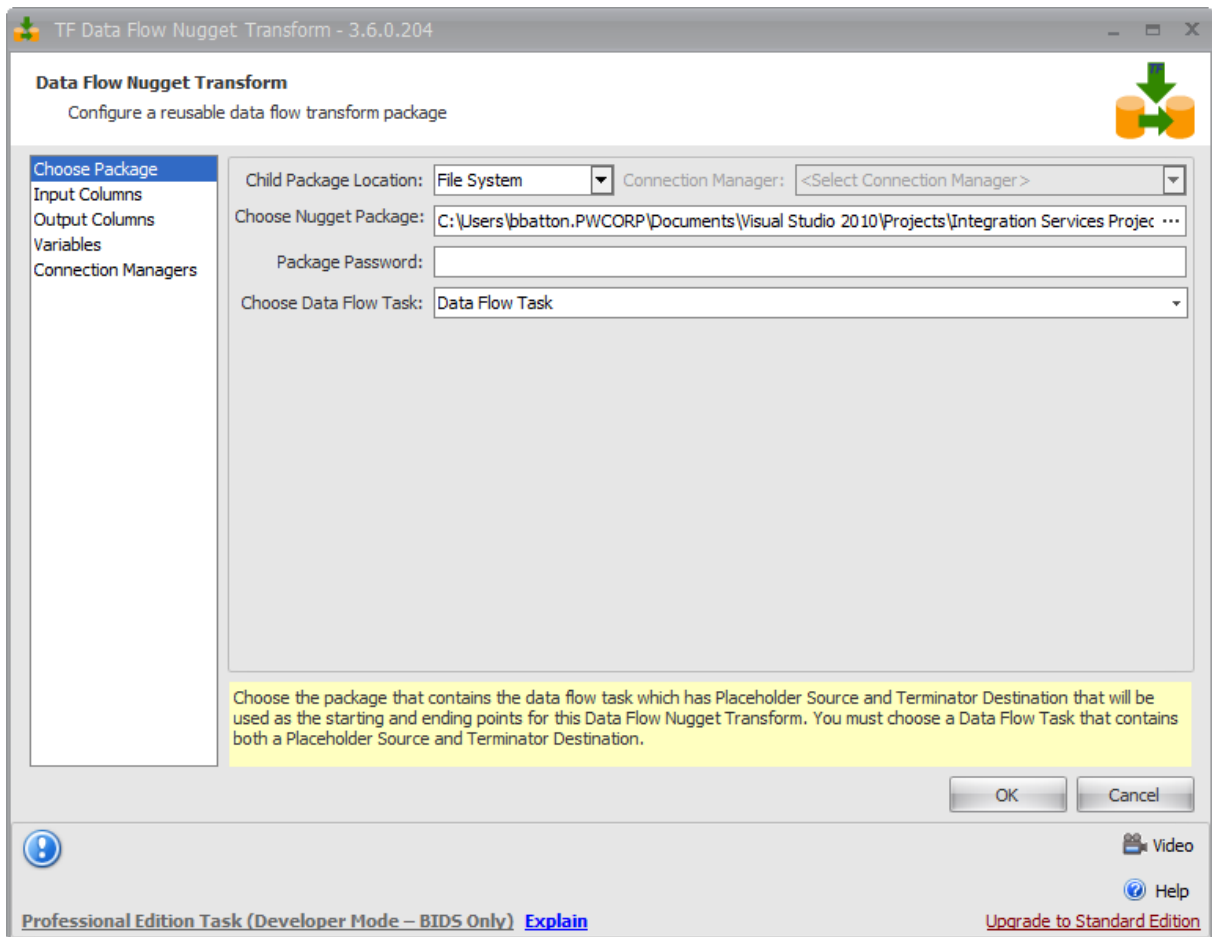 TF Data Flow Nugget Transform - 3.6.0.204
TF
Data Flow Nugget Transform
Configure a reusable data flow transform package
Choose Package
Input Columns
Output Columns
Variables
Connection Managers
Child Package Location: File System Connection Manager: <Select Connection Manager>
Choose Nugget Package: C:\Users\bbatton.PWCORP\Documents\Visual Studio 2010\Projects\Integration Services Projec ...
Package Password:
Choose Data Flow Task: Data Flow Task
Choose the package that contains the data flow task which has Placeholder Source and Terminator Destination that will be
used as the starting and ending points for this Data Flow Nugget Transform. You must choose a Data Flow Task that contains
both a Placeholder Source and Terminator Destination.
OK Cancel
Video
Help
Professional Edition Task (Developer Mode – BIDS Only) Explain Upgrade to Standard Edition